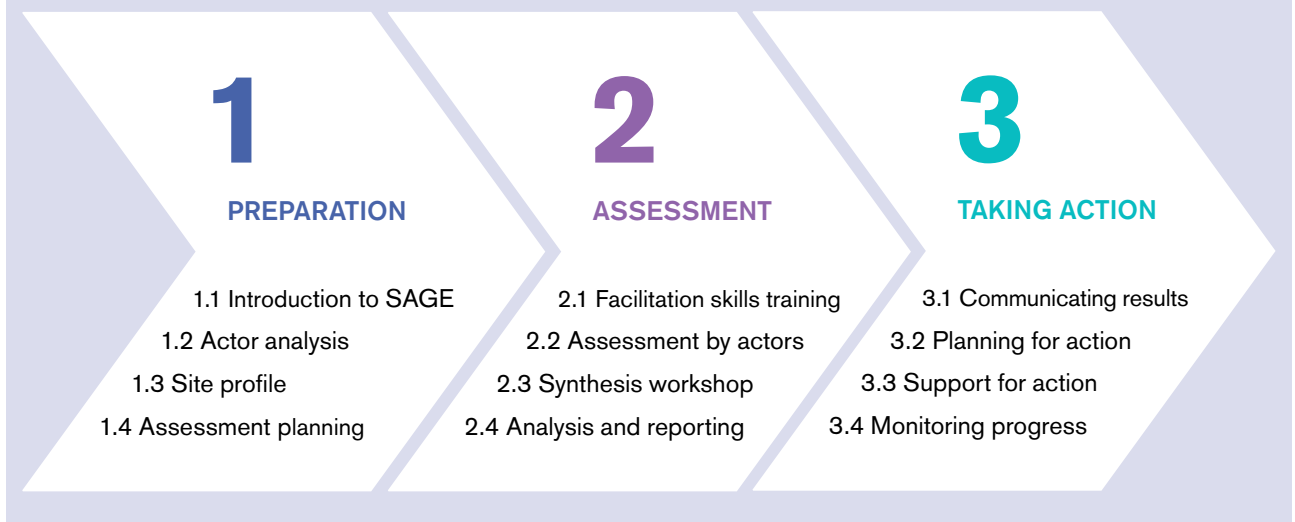 1
PREPARATION
1.1 Introduction to SAGE
1.2 Actor analysis
1.3 Site profile
1.4 Assessment planning
2
ASSESSMENT
2.1 Facilitation skills training
2.2 Assessment by actors
2.3 Synthesis workshop
2.4 Analysis and reporting
3
TAKING ACTION
3.1 Communicating results
3.2 Planning for action
3.3 Support for action
3.4 Monitoring progress